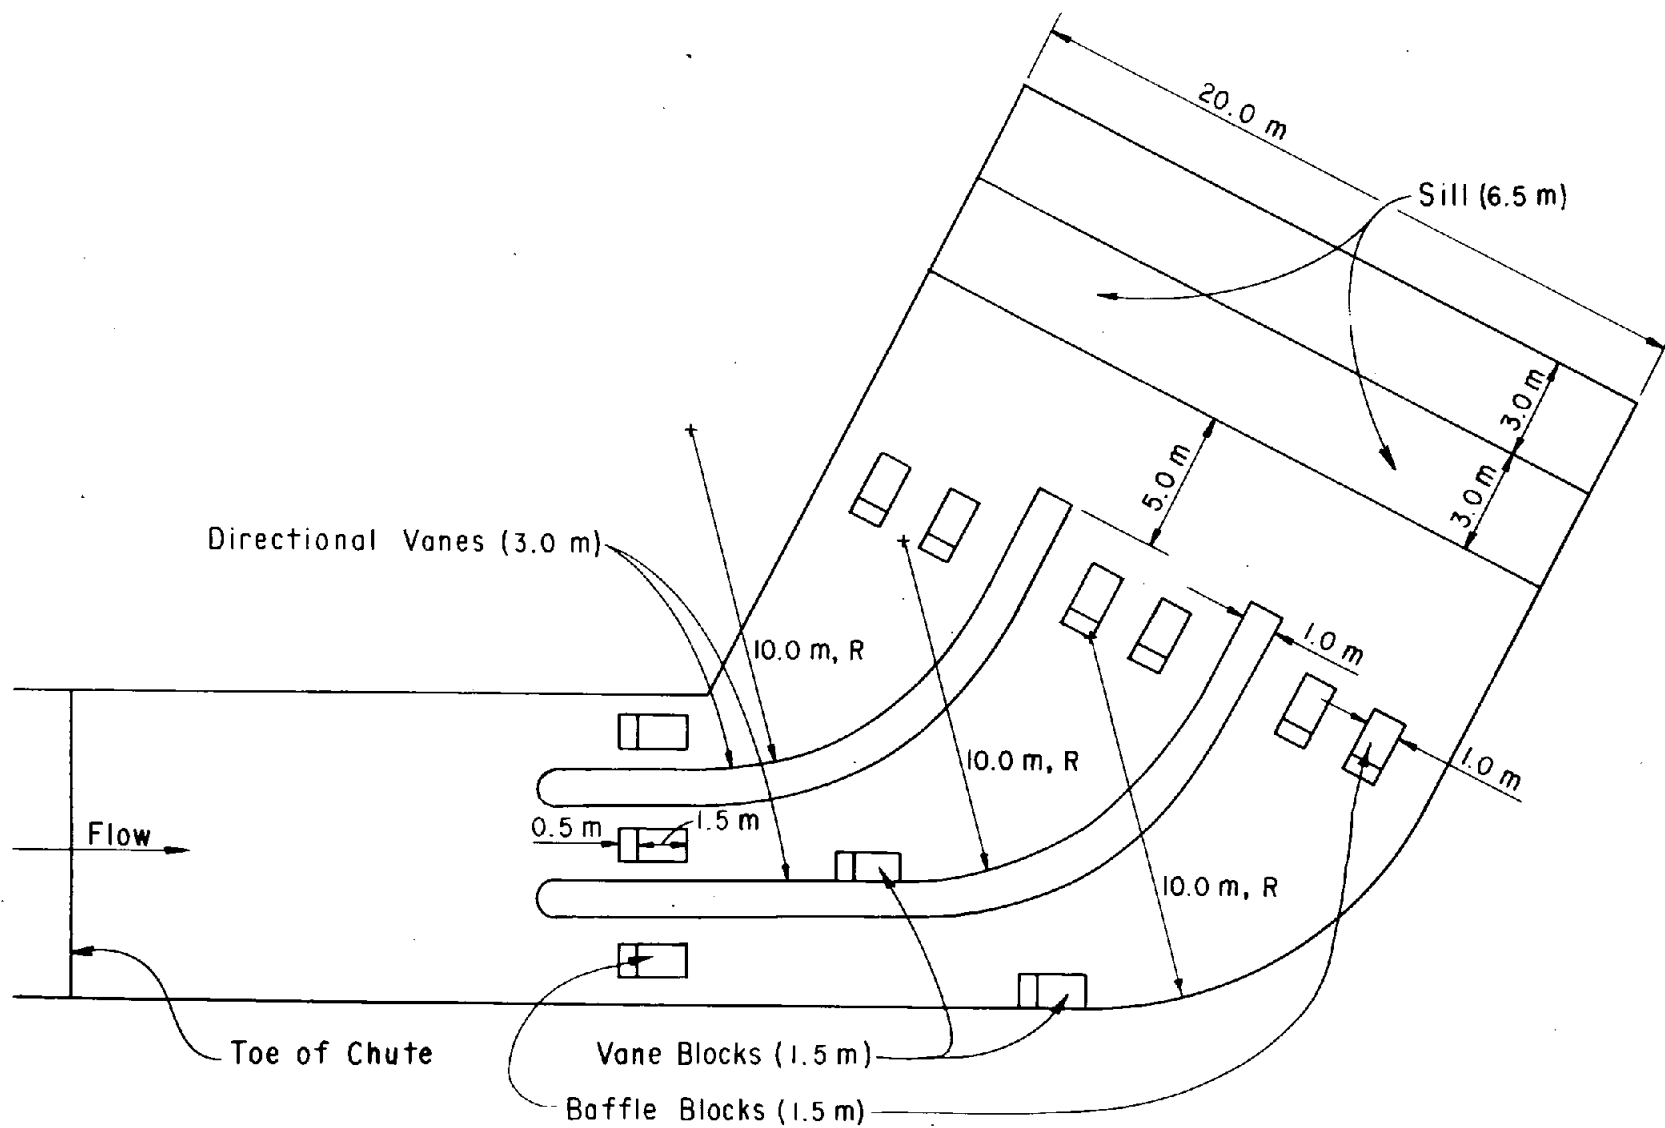 20.0 m
Sill (6.5 m)
3.0 m
3.0 m
5.0 m
Directional Vanes (3.0 m)
10.0 m, R
1.0 m
10.0 m, R
1.0 m
Flow
0.5 m
1.5 m
10.0 m, R
Toe of Chute
Vane Blocks (1.5 m)
Baffle Blocks (1.5 m)